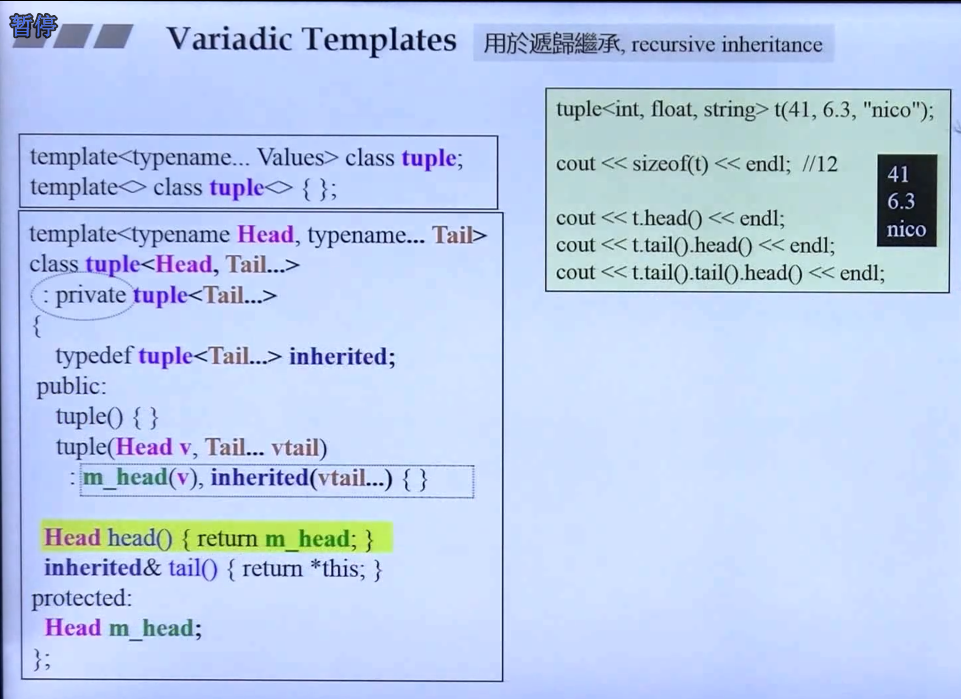 暂停
Variadic Templates 用於遞歸繼承, recursive inheritance
template<typename... Values> class tuple;
template<> class tuple<> { };
template<typename Head, typename... Tail>
class tuple<Head, Tail...>
: private tuple<Tail...>
{
typedef tuple<Tail...> inherited;
public:
tuple() { }
tuple(Head v, Tail... vtail)
: m_head(v), inherited(vtail...) { }
Head head() { return m_head; }
inherited& tail() { return *this; }
protected:
Head m_head;
};
tuple<int, float, string> t(41, 6.3, "nico");
cout << sizeof(t) << endl; //12
cout << t.head() << endl;
cout << t.tail().head() << endl;
cout << t.tail().tail().head() << endl;
41
6.3
nico